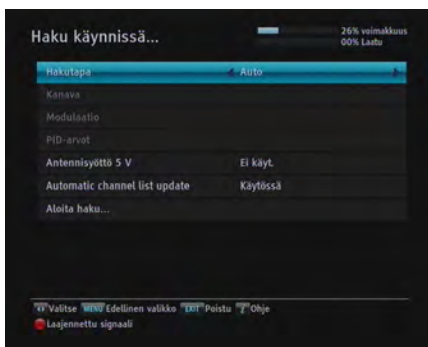 Haku käynnissä...
26% voimakkuus
00% Laatu
Hakutapa Auto
Kanava
Modulaatio
PID-arvot
Antennisyöttö 5 V Ei käyt.
Automatic channel list update Käytössä
Aloita haku...
Valitse MENU Edellinen valikko EXIT Poistu Ohje
Laajennettu signaali